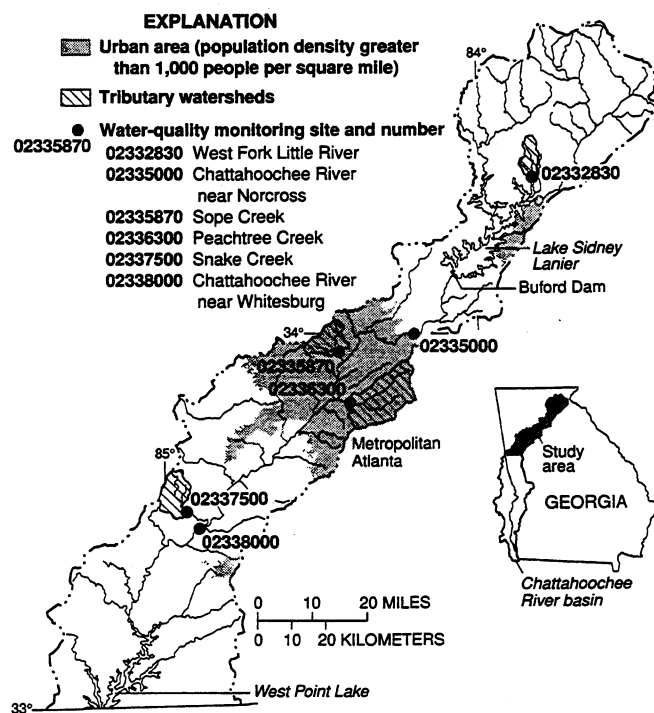 EXPLANATION
Urban area (population density greater
than 1,000 people per square mile)
Tributary watersheds
Water-quality monitoring site and number
02335870
02332830 West Fork Little River
02335000 Chattahoochee River
near Norcross
02335870 Sope Creek
02336300 Peachtree Creek
02337500 Snake Creek
02338000 Chattahoochee River
near Whitesburg
84°
02332830
Lake Sidney
Lanier
Buford Dam
34°
02335000
02335870
02336300
Metropolitan
Atlanta
85°
02337500
02338000
Study
area
GEORGIA
Chattahoochee
River basin
0 10 20 MILES
0 10 20 KILOMETERS
West Point Lake
33°